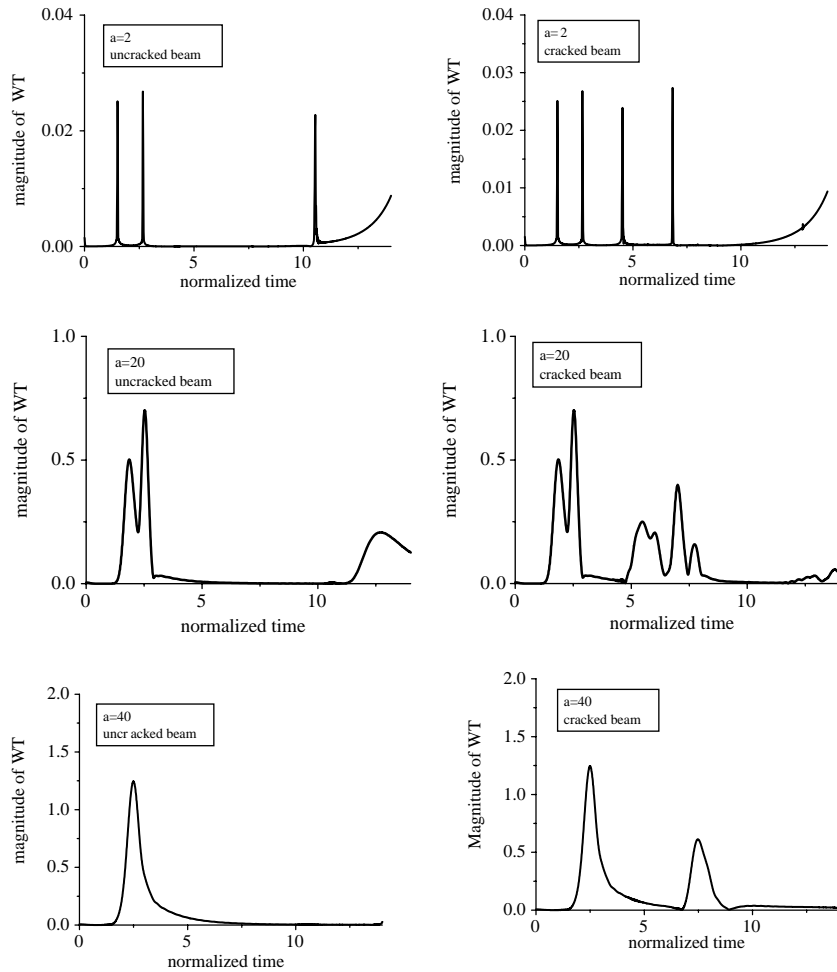 0.04
a=2
uncracked beam
0.02
0.00
0
5
10
magnitude of WT
normalized time
0.04
a= 2
cracked beam
0.03
0.02
0.01
0.00
0
5
10
magnitude of WT
normalized time
1.0
a=20
uncracked beam
0.5
0.0
0
5
10
magnitude of WT
normalized time
1.0
a=20
cracked beam
0.5
0.0
0
5
10
magnitude of WT
normalized time
2.0
a=40
uncr acked beam
1.5
1.0
0.5
0.0
0
5
10
magnitude of WT
normalized time
2.0
a=40
cracked beam
1.5
1.0
0.5
0.0
0
5
10
Magnitude of WT
normalized time